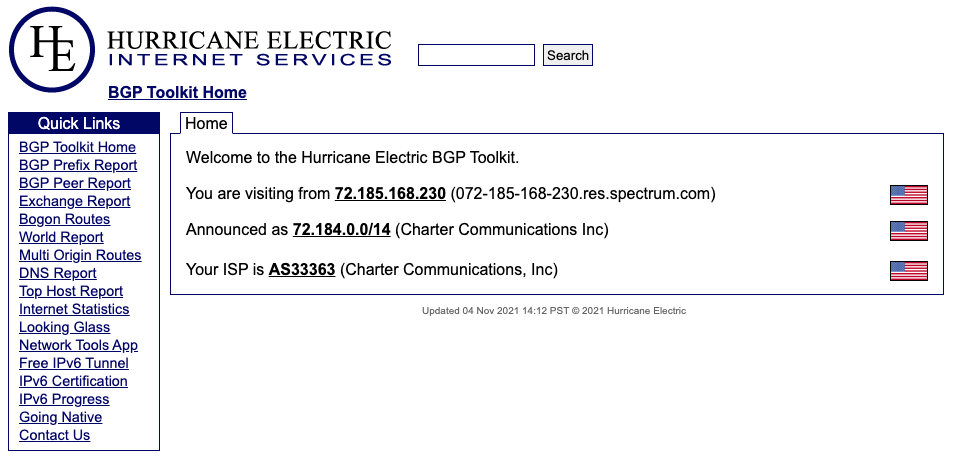 HE
HURRICANE ELECTRIC
INTERNET SERVICES
Search
BGP Toolkit Home
Quick Links
BGP Toolkit Home
BGP Prefix Report
BGP Peer Report
Exchange Report
Bogon Routes
World Report
Multi Origin Routes
DNS Report
Top Host Report
Internet Statistics
Looking Glass
Network Tools App
Free IPv6 Tunnel
IPv6 Certification
IPv6 Progress
Going Native
Contact Us
Home
Welcome to the Hurricane Electric BGP Toolkit.
You are visiting from 72.185.168.230 (072-185-168-230.res.spectrum.com)
Announced as 72.184.0.0/14 (Charter Communications Inc)
Your ISP is AS33363 (Charter Communications, Inc)
Updated 04 Nov 2021 14:12 PST © 2021 Hurricane Electric